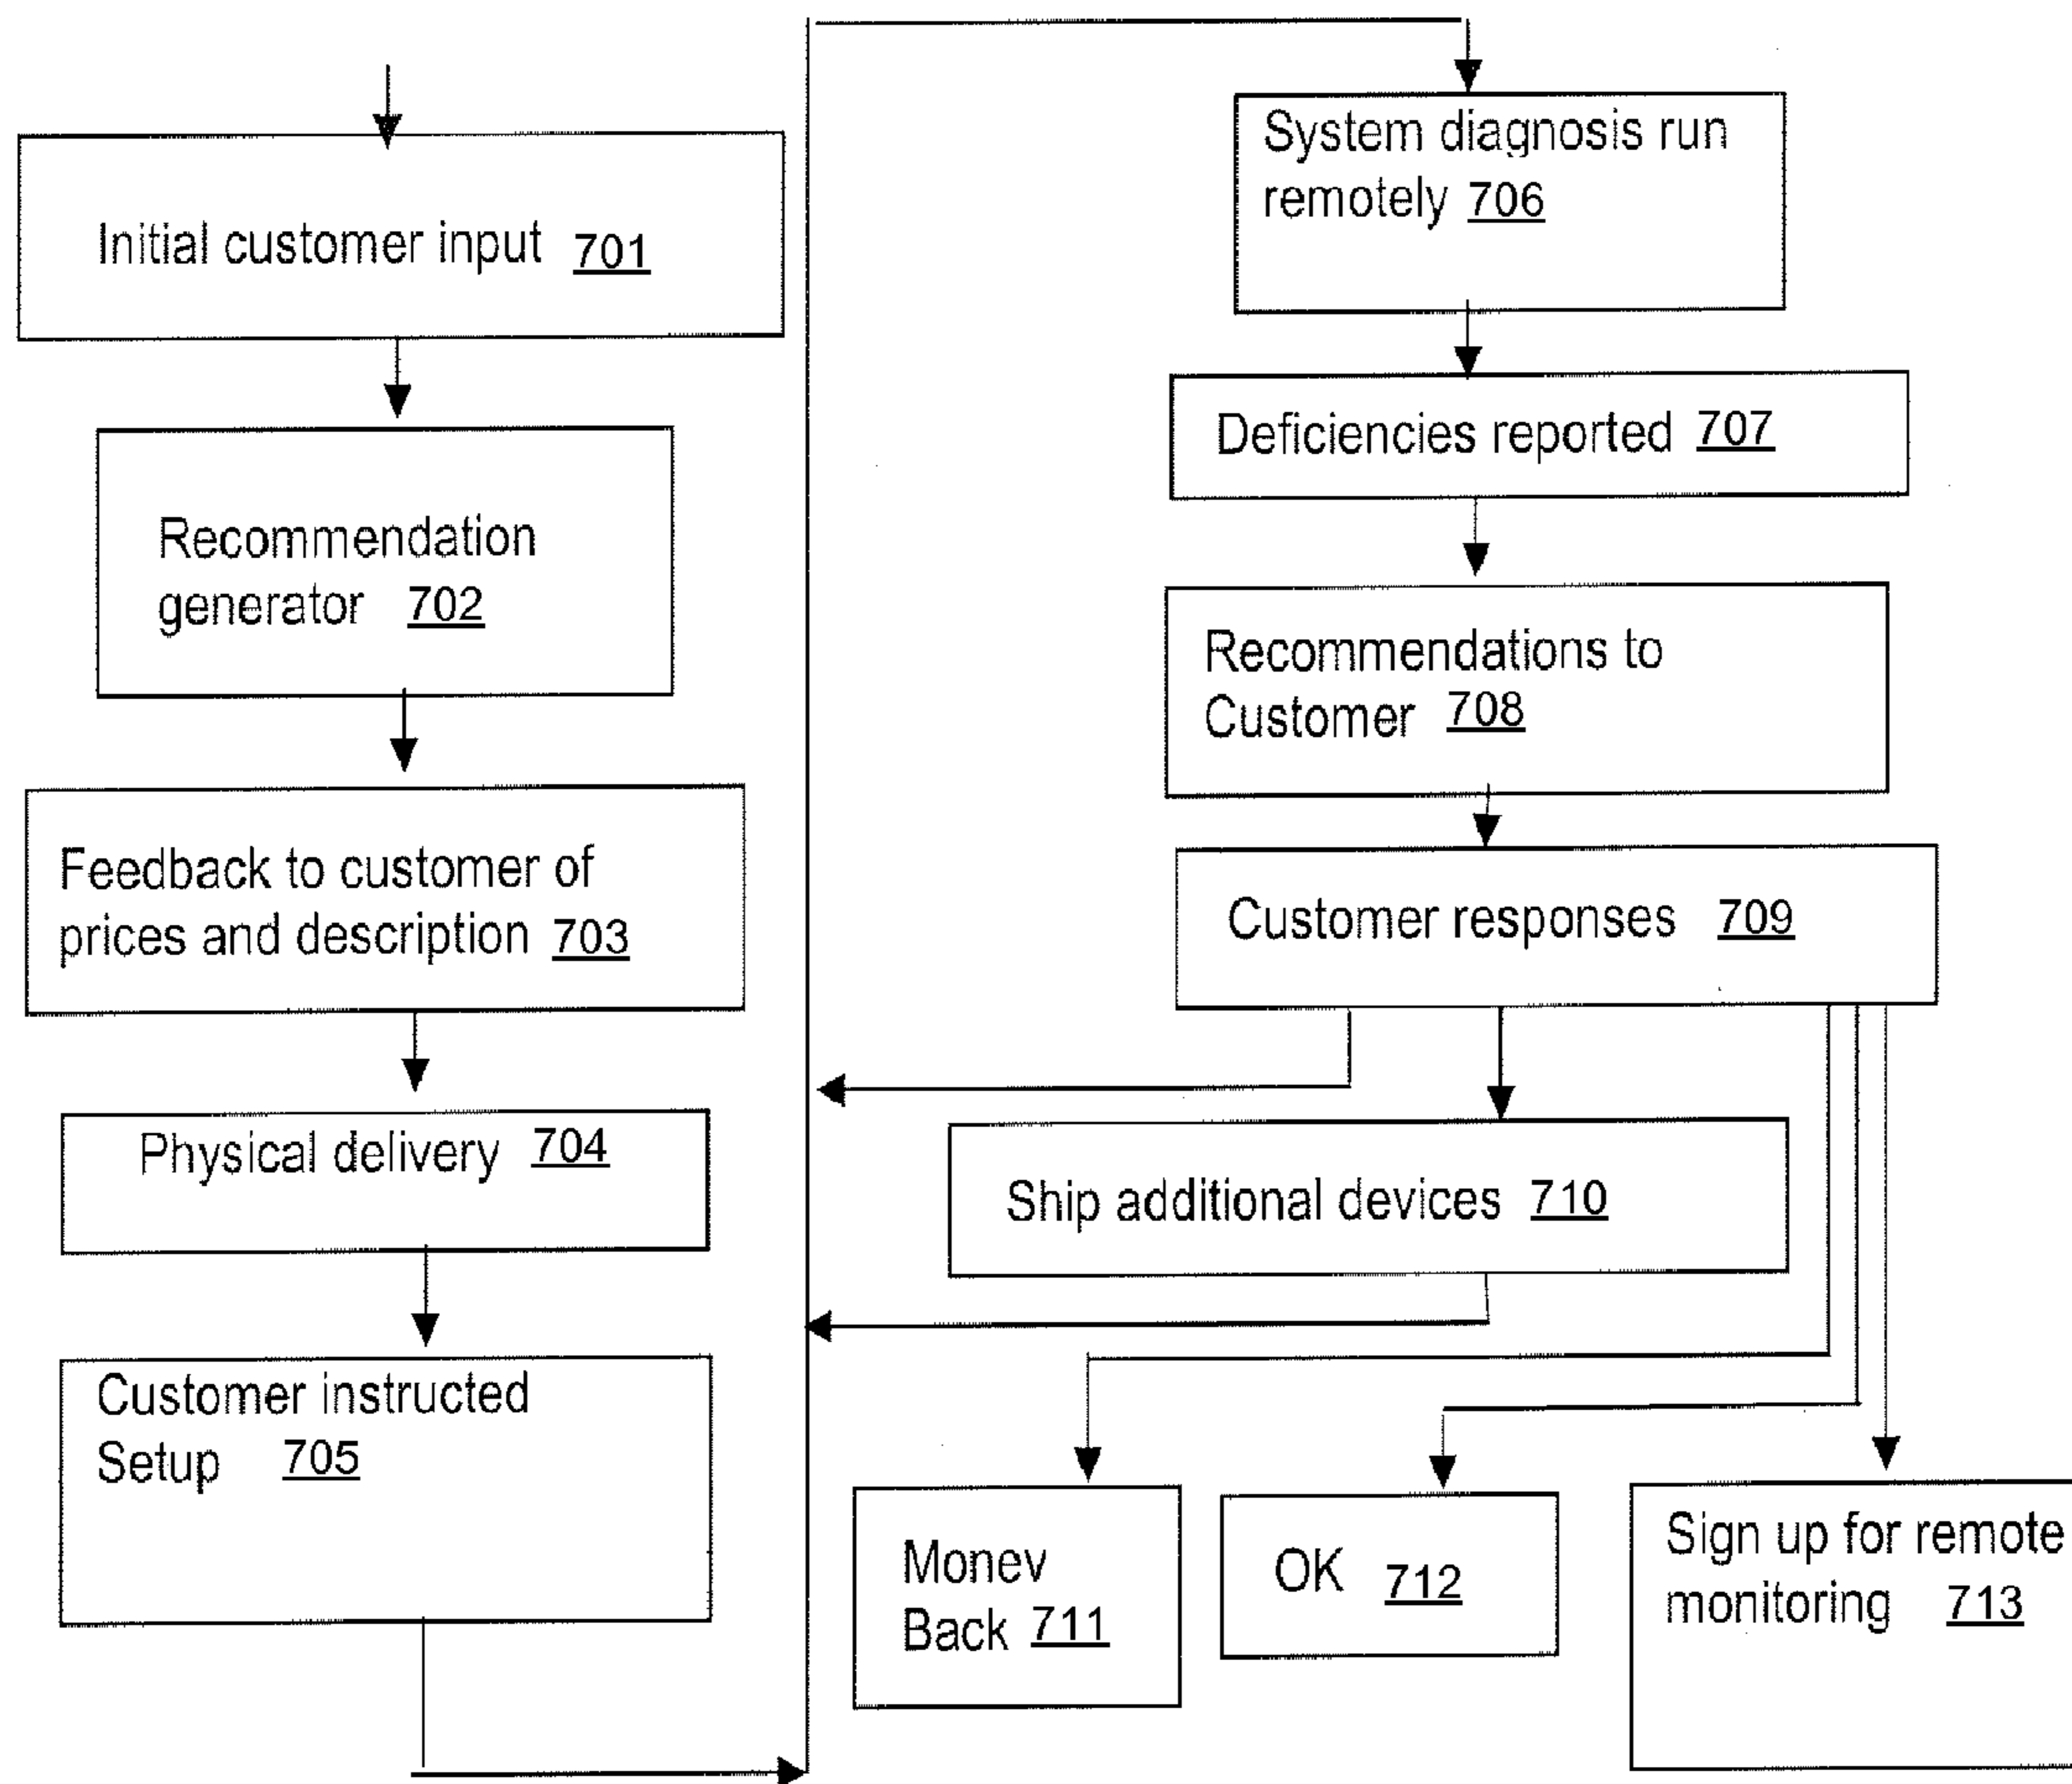 Initial customer input 701
Recommendation
generator 702
Feedback to customer of
prices and description 703
Physical delivery 704
Customer instructed
Setup 705
System diagnosis run
remotely 706
Deficiencies reported 707
Recommendations to
Customer 708
Customer responses 709
Ship additional devices 710
Monev
Back 711
OK 712
Sign up for remote
monitoring 713